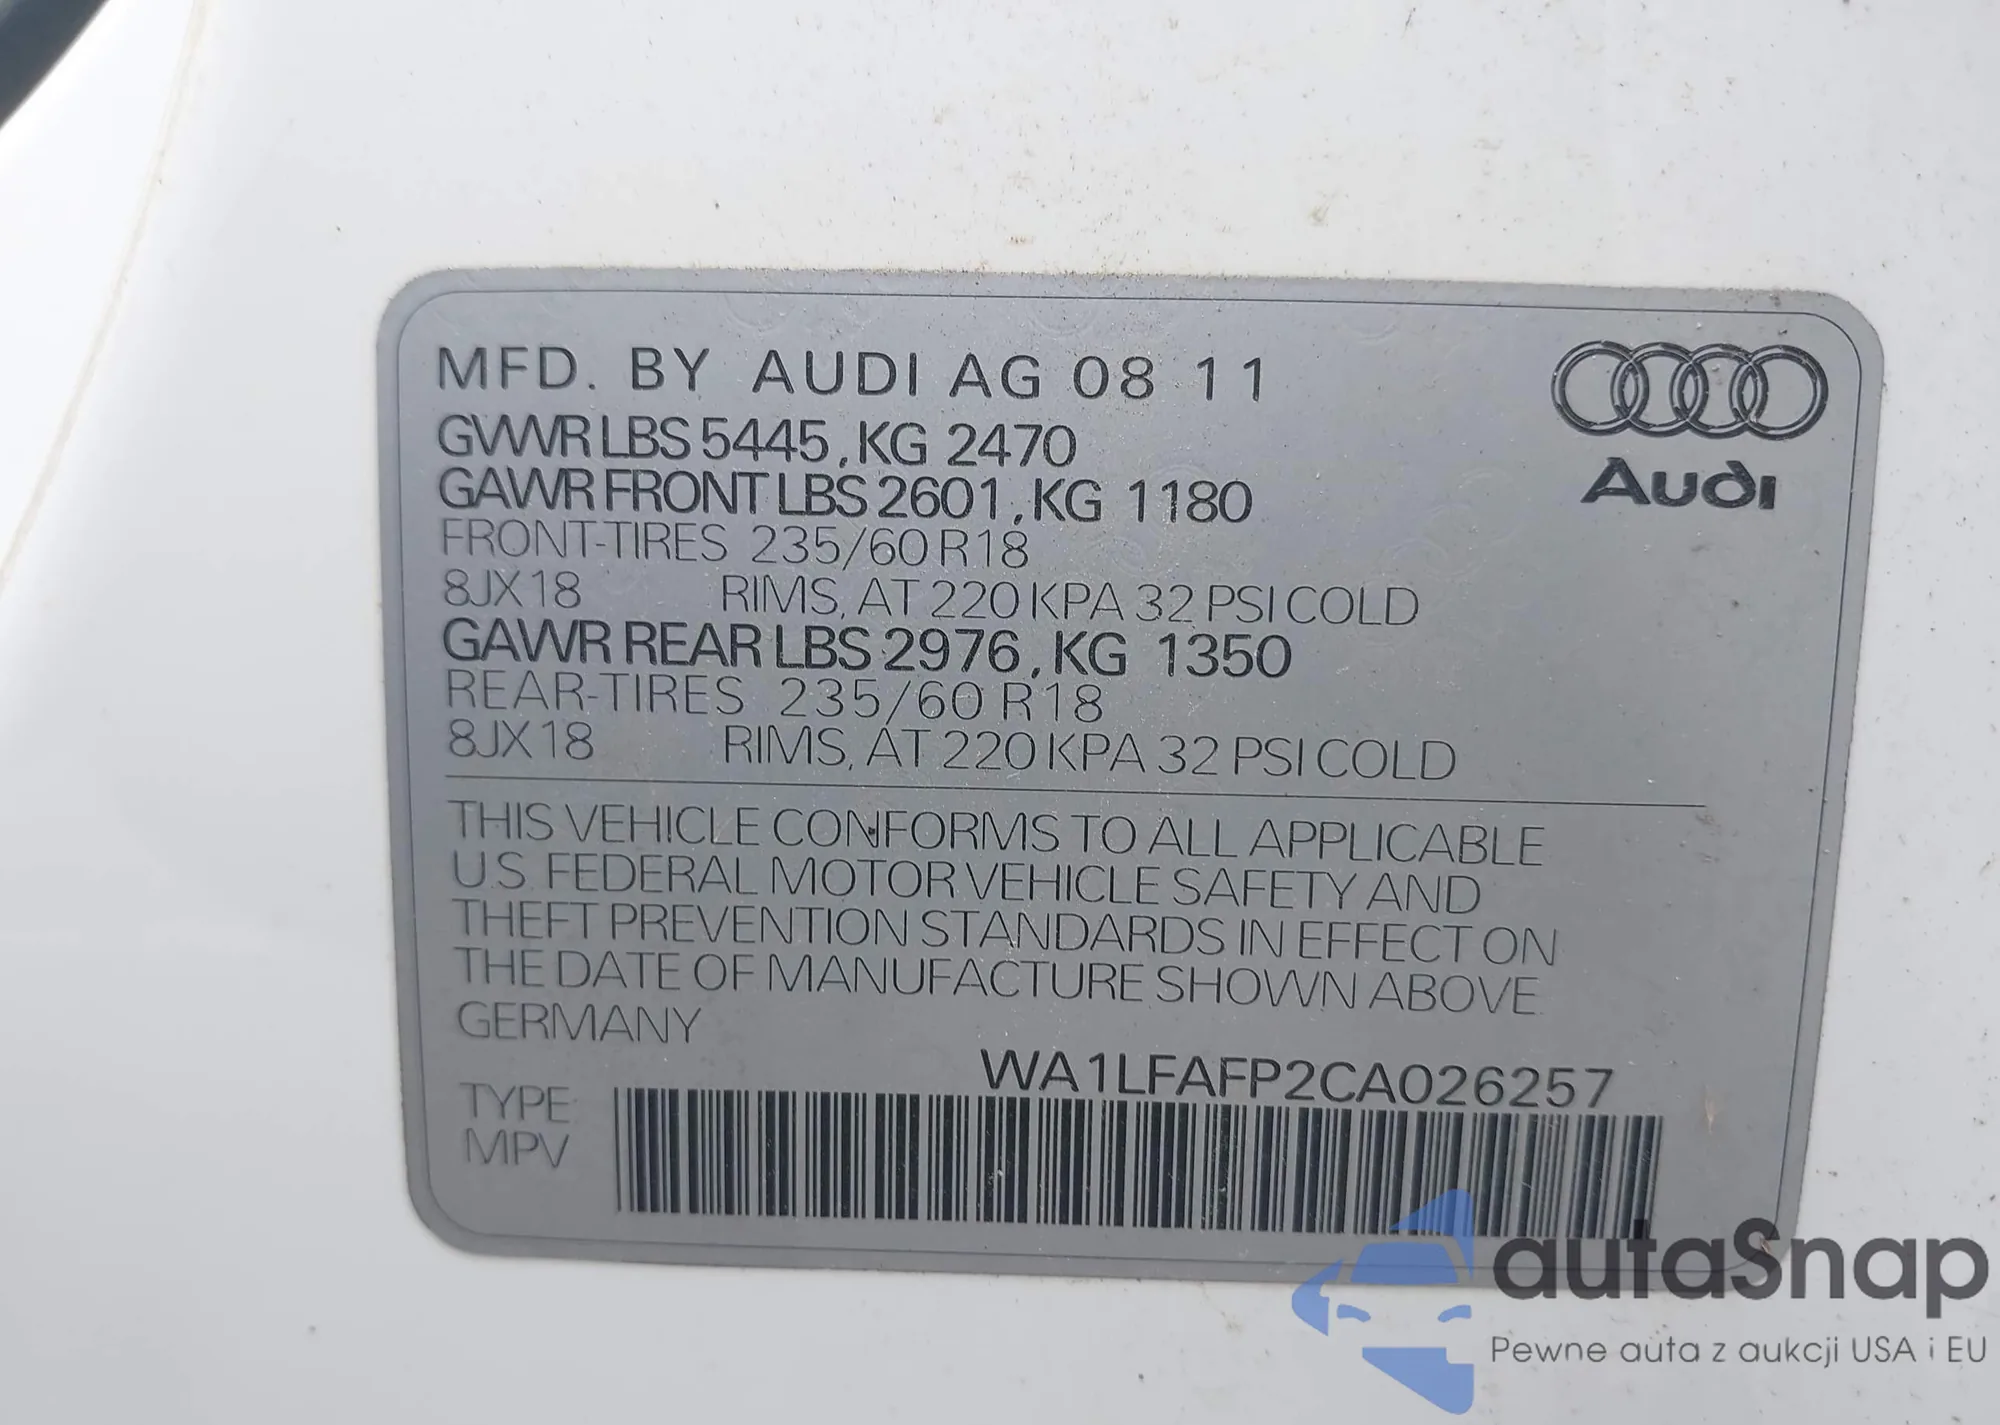 MFD. BY AUDI AG 08 11
GVWR LBS 5445, KG 2470
GAWR FRONT LBS 2601, KG 1180
FRONT-TIRES 235/60 R18
8JX18 RIMS, AT 220 KPA 32 PSI COLD
GAWR REAR LBS 2976, KG 1350
REAR-TIRES 235/60 R18
8JX18 RIMS, AT 220 KPA 32 PSI COLD
Audi
THIS VEHICLE CONFORMS TO ALL APPLICABLE
U.S. FEDERAL MOTOR VEHICLE SAFETY AND
THEFT PREVENTION STANDARDS IN EFFECT ON
THE DATE OF MANUFACTURE SHOWN ABOVE.
GERMANY
WA1LFAFP2CA026257
TYPE:
MPV
autaSnap
Pewne auta z aukcji USA i EU